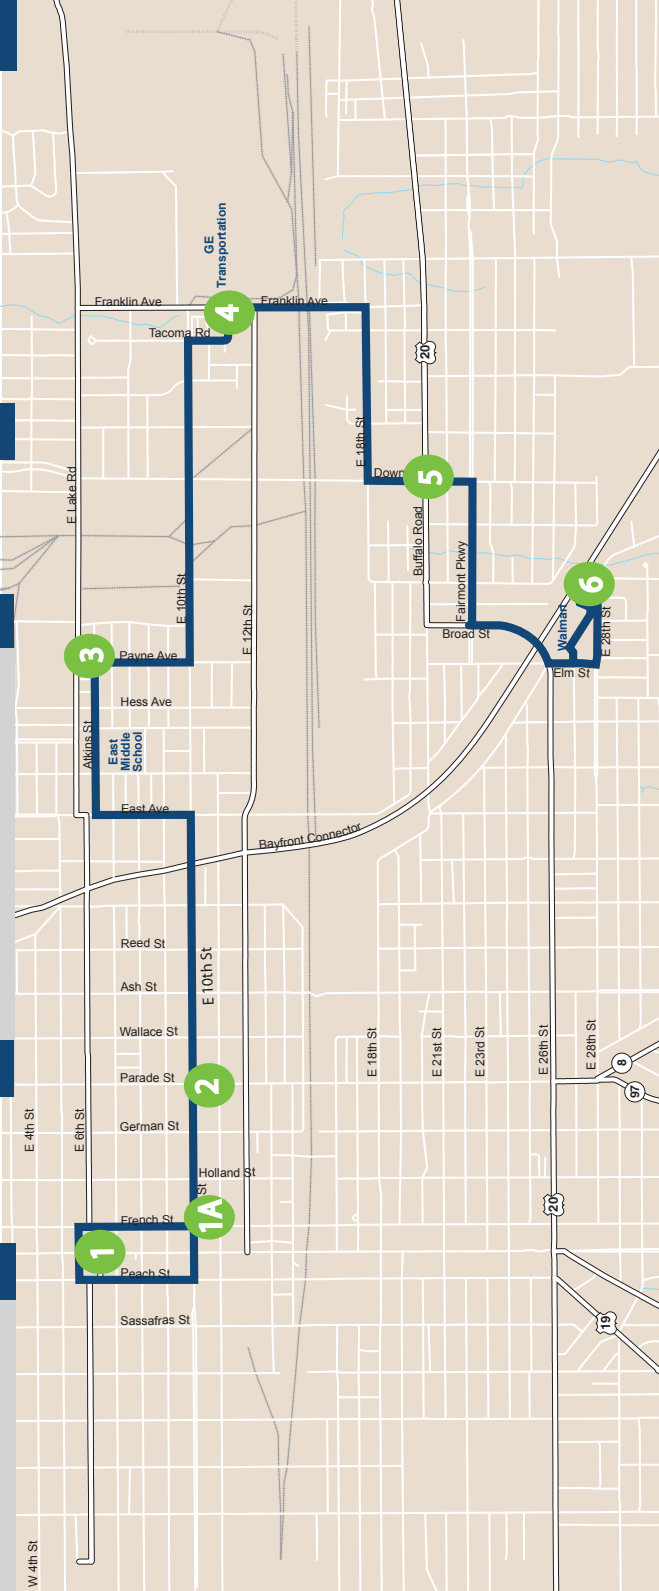 GE
Transportation
Franklin Ave
Franklin Ave
4
Tacoma Rd
20
E 18th St
E Lake Rd
Down
5
Buffalo Road
Fairmont Pkwy
E 10th St
E 12th St
6
Walmart
E 28th St
Broad St
Elm St
3
Payne Ave
Hess Ave
Atkins St
East
Middle
School
East Ave
Bayfront Connector
Reed St
E 10th St
Ash St
Wallace St
E 18th St
E 21st St
E 23rd St
E 26th St
E 28th St
8
97
Parade St
2
E 4th St
E 6th St
German St
Holland St
St
French St
1A
20
1
Peach St
Sassafras St
19
W 4th St